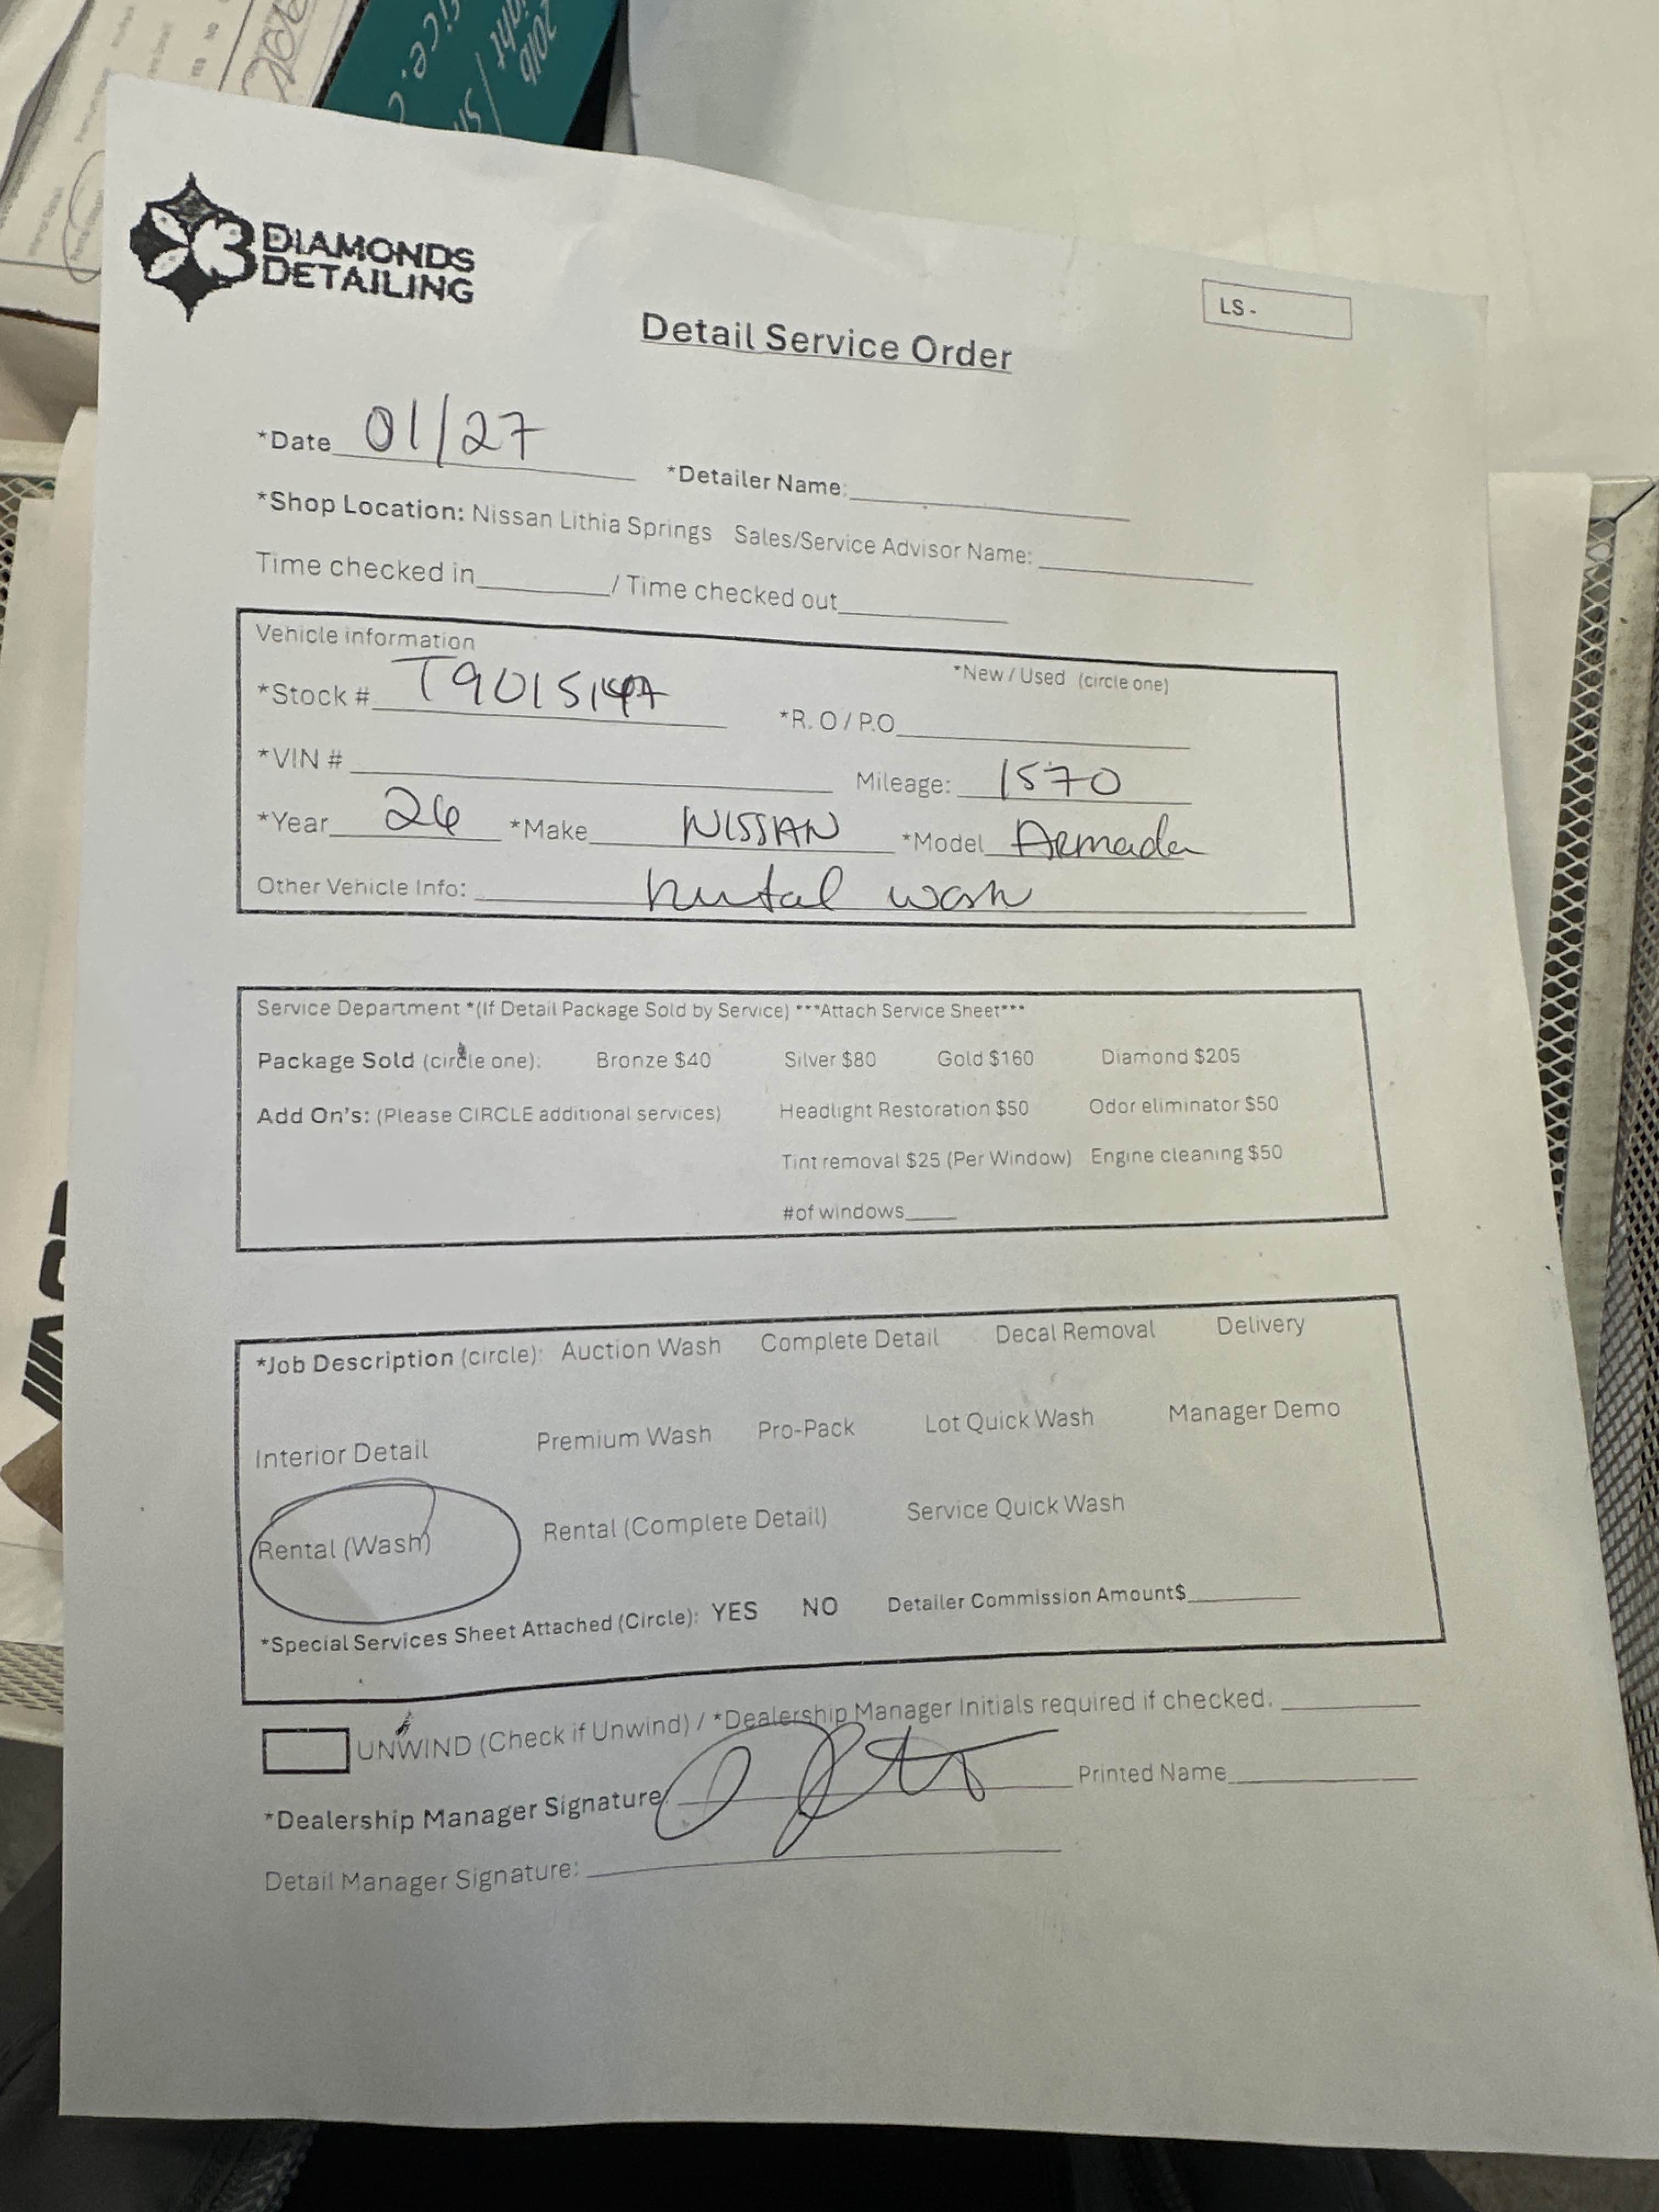 3 DIAMONDS
DETAILING
LS -
Detail Service Order
*Date 01/27 *Detailer Name:
*Shop Location: Nissan Lithia Springs Sales/Service Advisor Name:
Time checked in / Time checked out
Vehicle information
*New / Used (circle one)
*Stock # *R.O / P.O
*VIN # Mileage: 1570
*Year 26 *Make NISSAN *Model Armada
Other Vehicle Info: Rental wash
Service Department *(If Detail Package Sold by Service) ***Attach Service Sheet***
Package Sold (circle one): Bronze $40 Silver $80 Gold $160 Diamond $205
Add On's: (Please CIRCLE additional services) Headlight Restoration $50 Odor eliminator $50
Tint removal $25 (Per Window) Engine cleaning $50
# of windows
*Job Description (circle): Auction Wash Complete Detail Decal Removal Delivery
Interior Detail Premium Wash Pro-Pack Lot Quick Wash Manager Demo
Rental (Wash) Rental (Complete Detail) Service Quick Wash
*Special Services Sheet Attached (Circle): YES NO Detailer Commission Amount$
UNWIND (Check if Unwind) / *Dealership Manager Initials required if checked.
*Dealership Manager Signature: Printed Name
Detail Manager Signature: